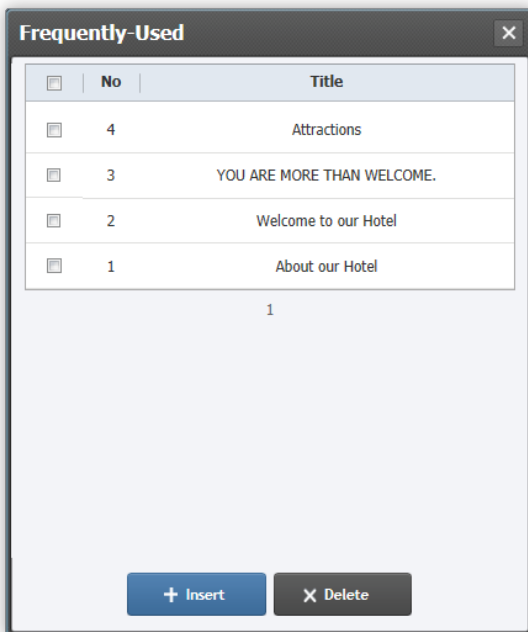 Frequently-Used
No Title
4 Attractions
3 YOU ARE MORE THAN WELCOME.
2 Welcome to our Hotel
1 About our Hotel
1
Insert Delete